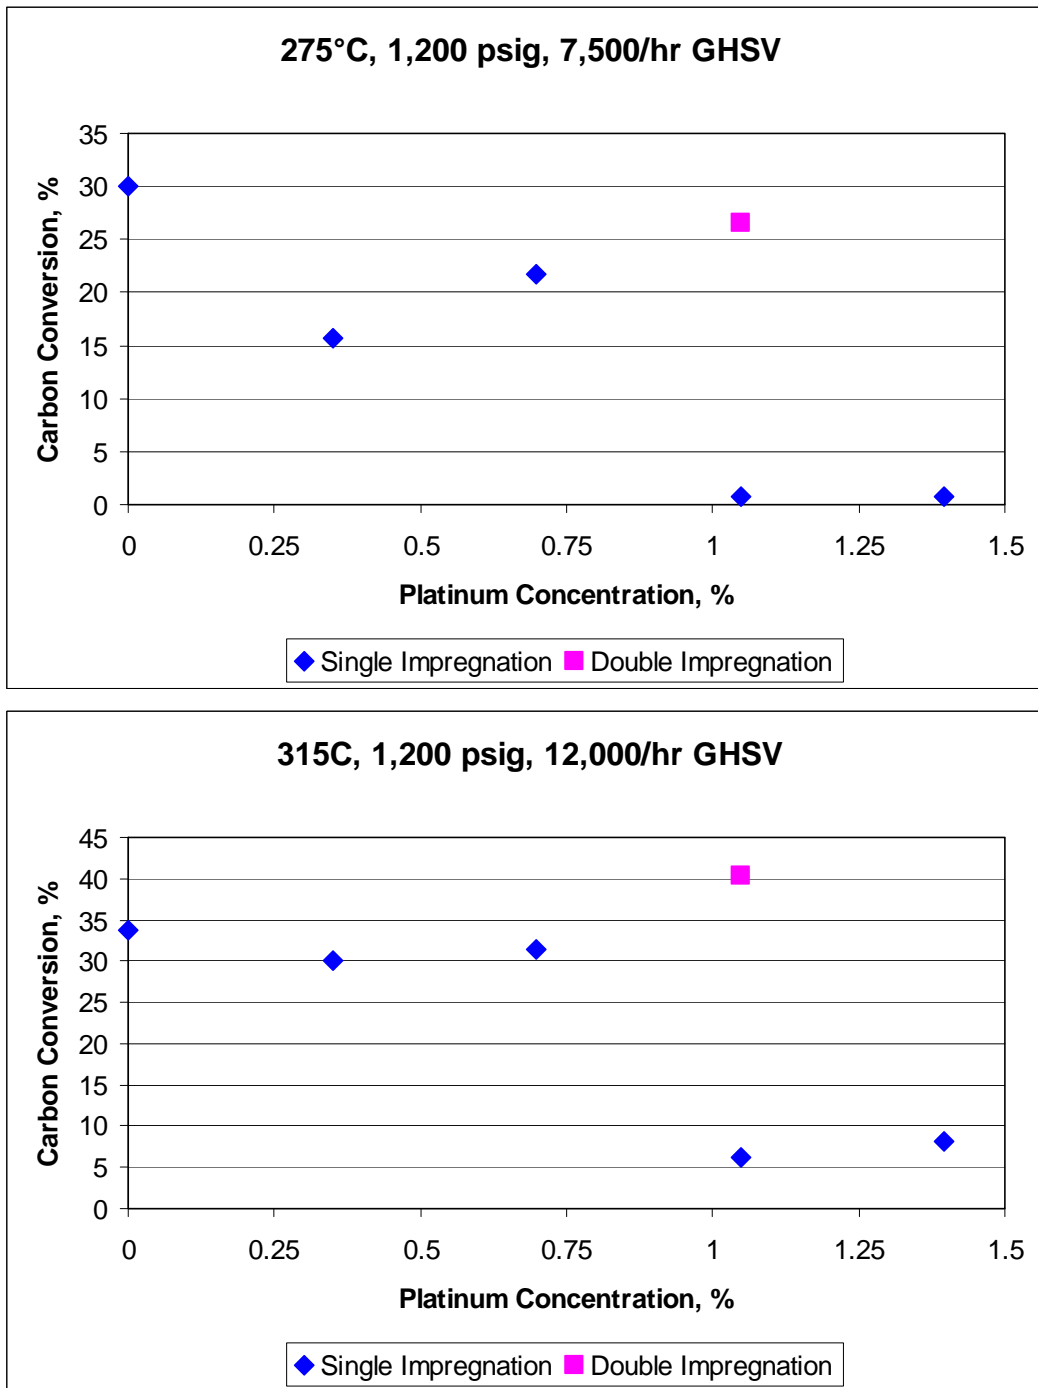 275°C, 1,200 psig, 7,500/hr GHSV
35
30
25
20
15
10
5
0
Carbon Conversion, %
0 0.25 0.5 0.75 1 1.25 1.5
Platinum Concentration, %
Single Impregnation Double Impregnation
315C, 1,200 psig, 12,000/hr GHSV
45
40
35
30
25
20
15
10
5
0
Carbon Conversion, %
0 0.25 0.5 0.75 1 1.25 1.5
Platinum Concentration, %
Single Impregnation Double Impregnation